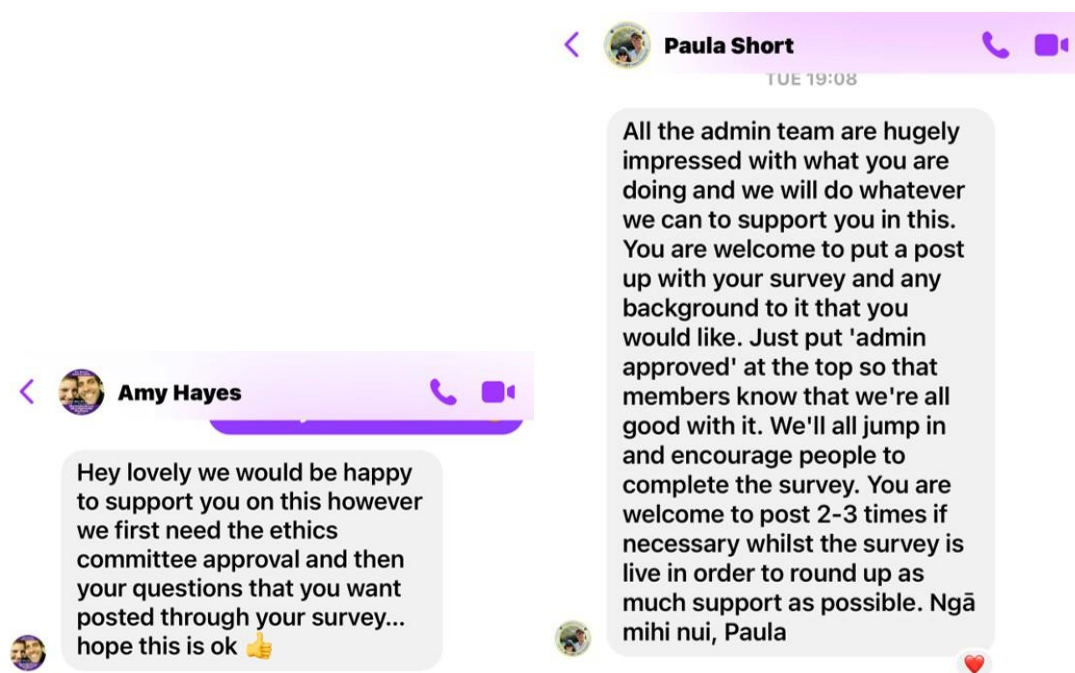 Amy Hayes
Hey lovely we would be happy
to support you on this however
we first need the ethics
committee approval and then
your questions that you want
posted through your survey...
hope this is ok 👍
Paula Short
TUE 19:08
All the admin team are hugely
impressed with what you are
doing and we will do whatever
we can to support you in this.
You are welcome to put a post
up with your survey and any
background to it that you
would like. Just put 'admin
approved' at the top so that
members know that we're all
good with it. We'll all jump in
and encourage people to
complete the survey. You are
welcome to post 2-3 times if
necessary whilst the survey is
live in order to round up as
much support as possible. Ngā
mihi nui, Paula